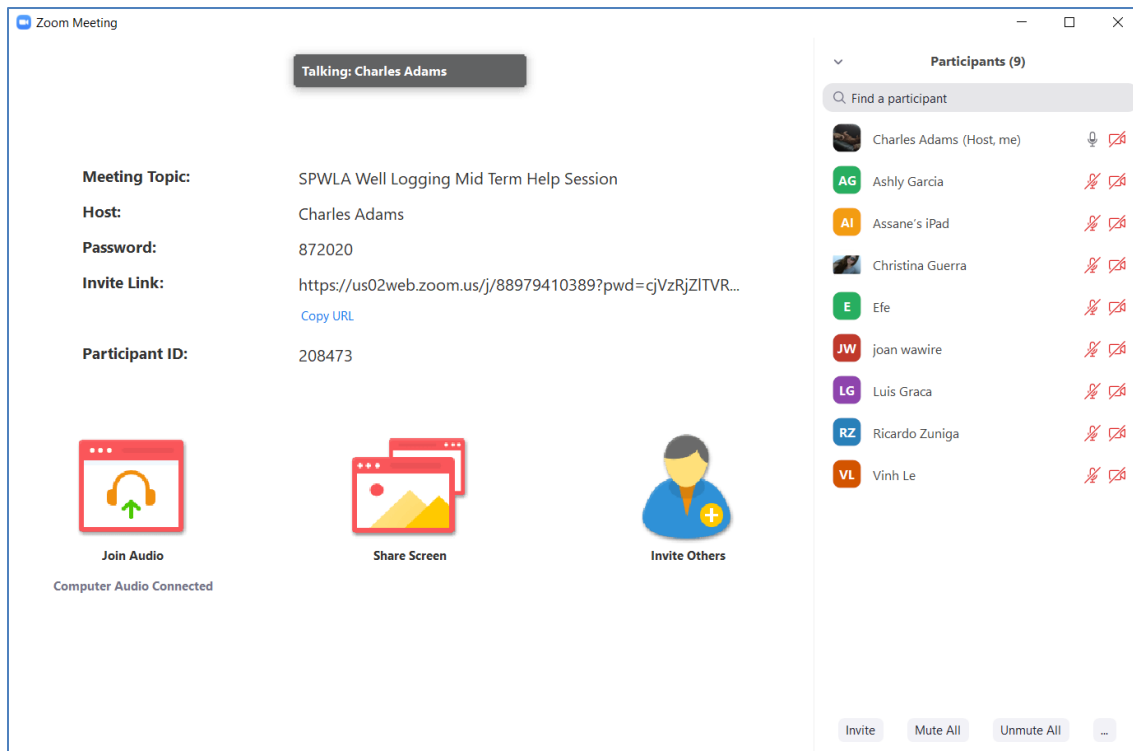 Zoom Meeting
Talking: Charles Adams
Meeting Topic: SPWLA Well Logging Mid Term Help Session
Host: Charles Adams
Password: 872020
Invite Link: https://us02web.zoom.us/j/88979410389?pwd=cjVzRjZlTVR...
Copy URL
Participant ID: 208473
Join Audio
Share Screen
Invite Others
Computer Audio Connected
Participants (9)
Find a participant
Charles Adams (Host, me)
AG Ashly Garcia
AI Assane’s iPad
Christina Guerra
E Efe
JW joan wawire
LG Luis Graca
RZ Ricardo Zuniga
VL Vinh Le
Invite
Mute All
Unmute All
...